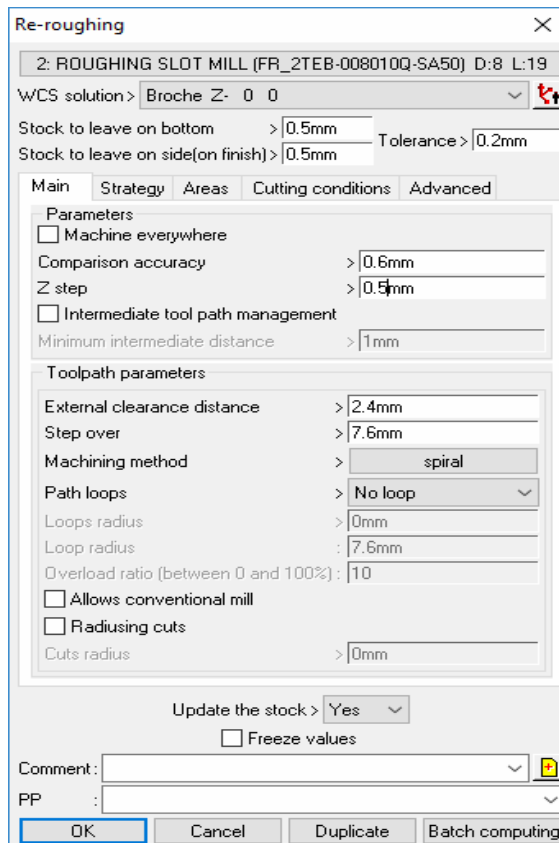 Re-roughing
2: ROUGHING SLOT MILL (FR_2TEB-008010Q-SA50) D:8 L:19
WCS solution > Broche Z- 0 0
Stock to leave on bottom > 0.5mm
Tolerance > 0.2mm
Stock to leave on side(on finish) > 0.5mm
Main Strategy Areas Cutting conditions Advanced
Parameters
Machine everywhere
Comparison accuracy > 0.6mm
Z step > 0.5mm
Intermediate tool path management
Minimum intermediate distance > 1mm
Toolpath parameters
External clearance distance > 2.4mm
Step over > 7.6mm
Machining method > spiral
Path loops > No loop
Loops radius > 0mm
Loop radius : 7.6mm
Overload ratio (between 0 and 100%) : 10
Allows conventional mill
Radiusing cuts
Cuts radius > 0mm
Update the stock > Yes
Freeze values
Comment :
PP :
OK Cancel Duplicate Batch computing